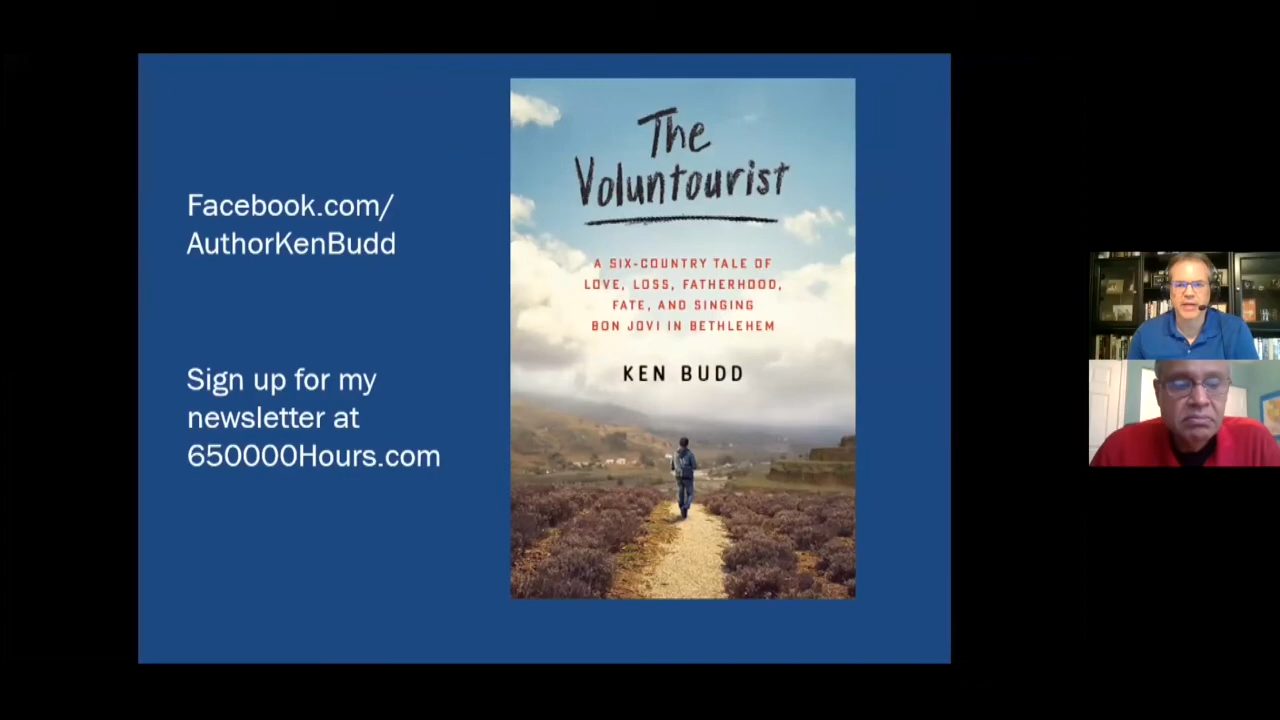 Facebook.com/
AuthorKenBudd
Sign up for my
newsletter at
650000Hours.com
The
Voluntourist
A SIX-COUNTRY TALE OF
LOVE, LOSS, FATHERHOOD,
FATE, AND SINGING
BON JOVI IN BETHLEHEM
KEN BUDD